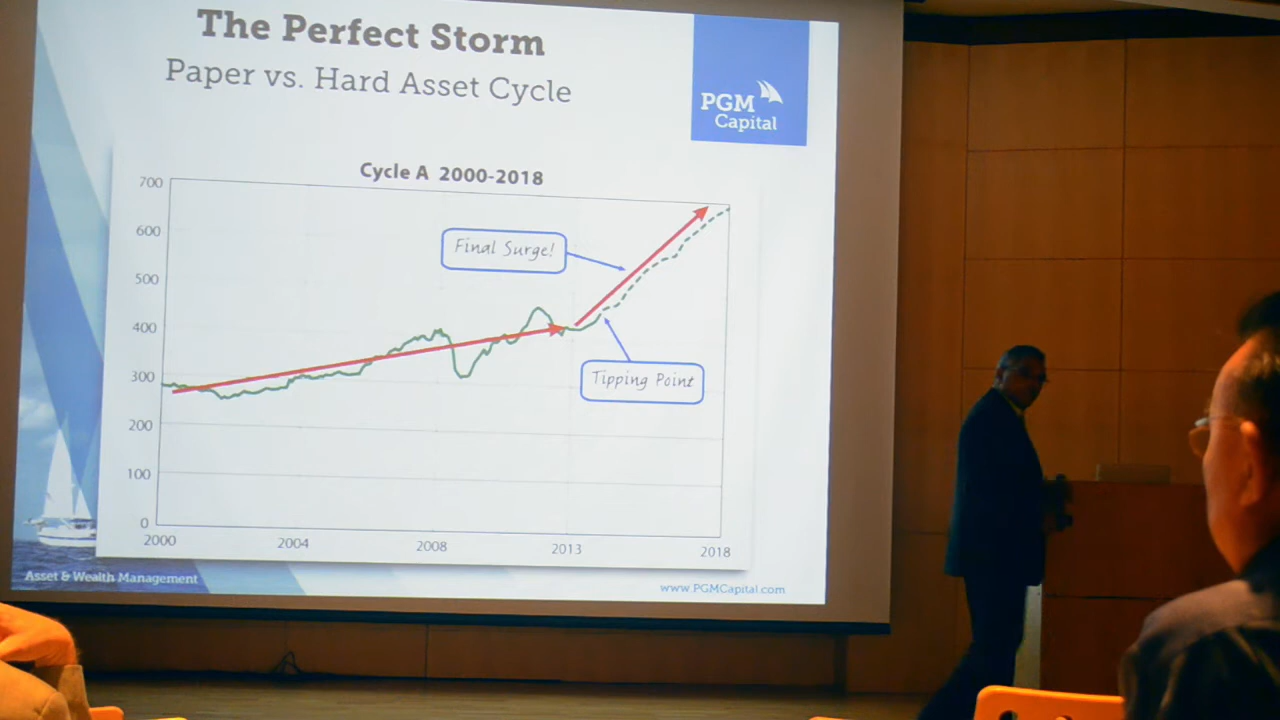 The Perfect Storm
Paper vs. Hard Asset Cycle
PGM
Capital
Cycle A 2000-2018
700
600
500
400
300
200
100
0
Final Surge!
Tipping Point
2000
2004
2008
2013
2018
Asset & Wealth Management
www.PGMCapital.com